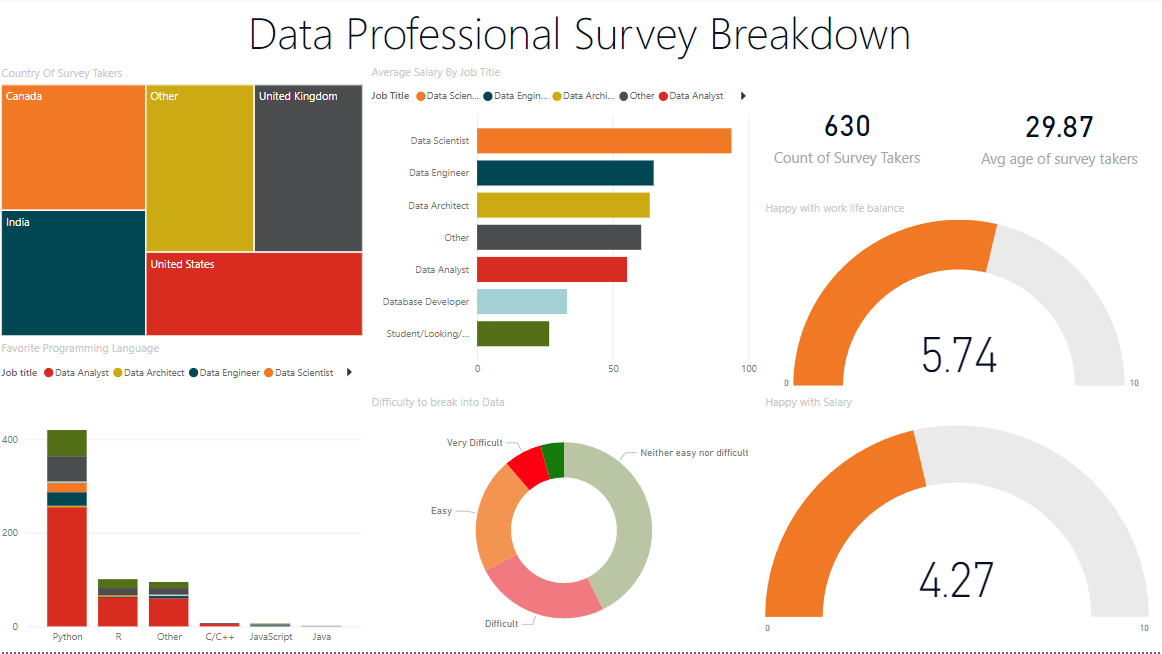 Data Professional Survey Breakdown
Country Of Survey Takers
Canada
Other
United Kingdom
India
United States
Average Salary By Job Title
Job Title Data Scien... Data Engin... Data Archi... Other Data Analyst
Data Scientist
Data Engineer
Data Architect
Other
Data Analyst
Database Developer
Student/Looking/...
0 50 100
630
Count of Survey Takers
29.87
Avg age of survey takers
Happy with work life balance
5.74
0 10
Favorite Programming Language
Job title Data Analyst Data Architect Data Engineer Data Scientist
400
200
0
Python R Other C/C++ JavaScript Java
Difficulty to break into Data
Very Difficult
Neither easy nor difficult
Easy
Difficult
Happy with Salary
4.27
0 10